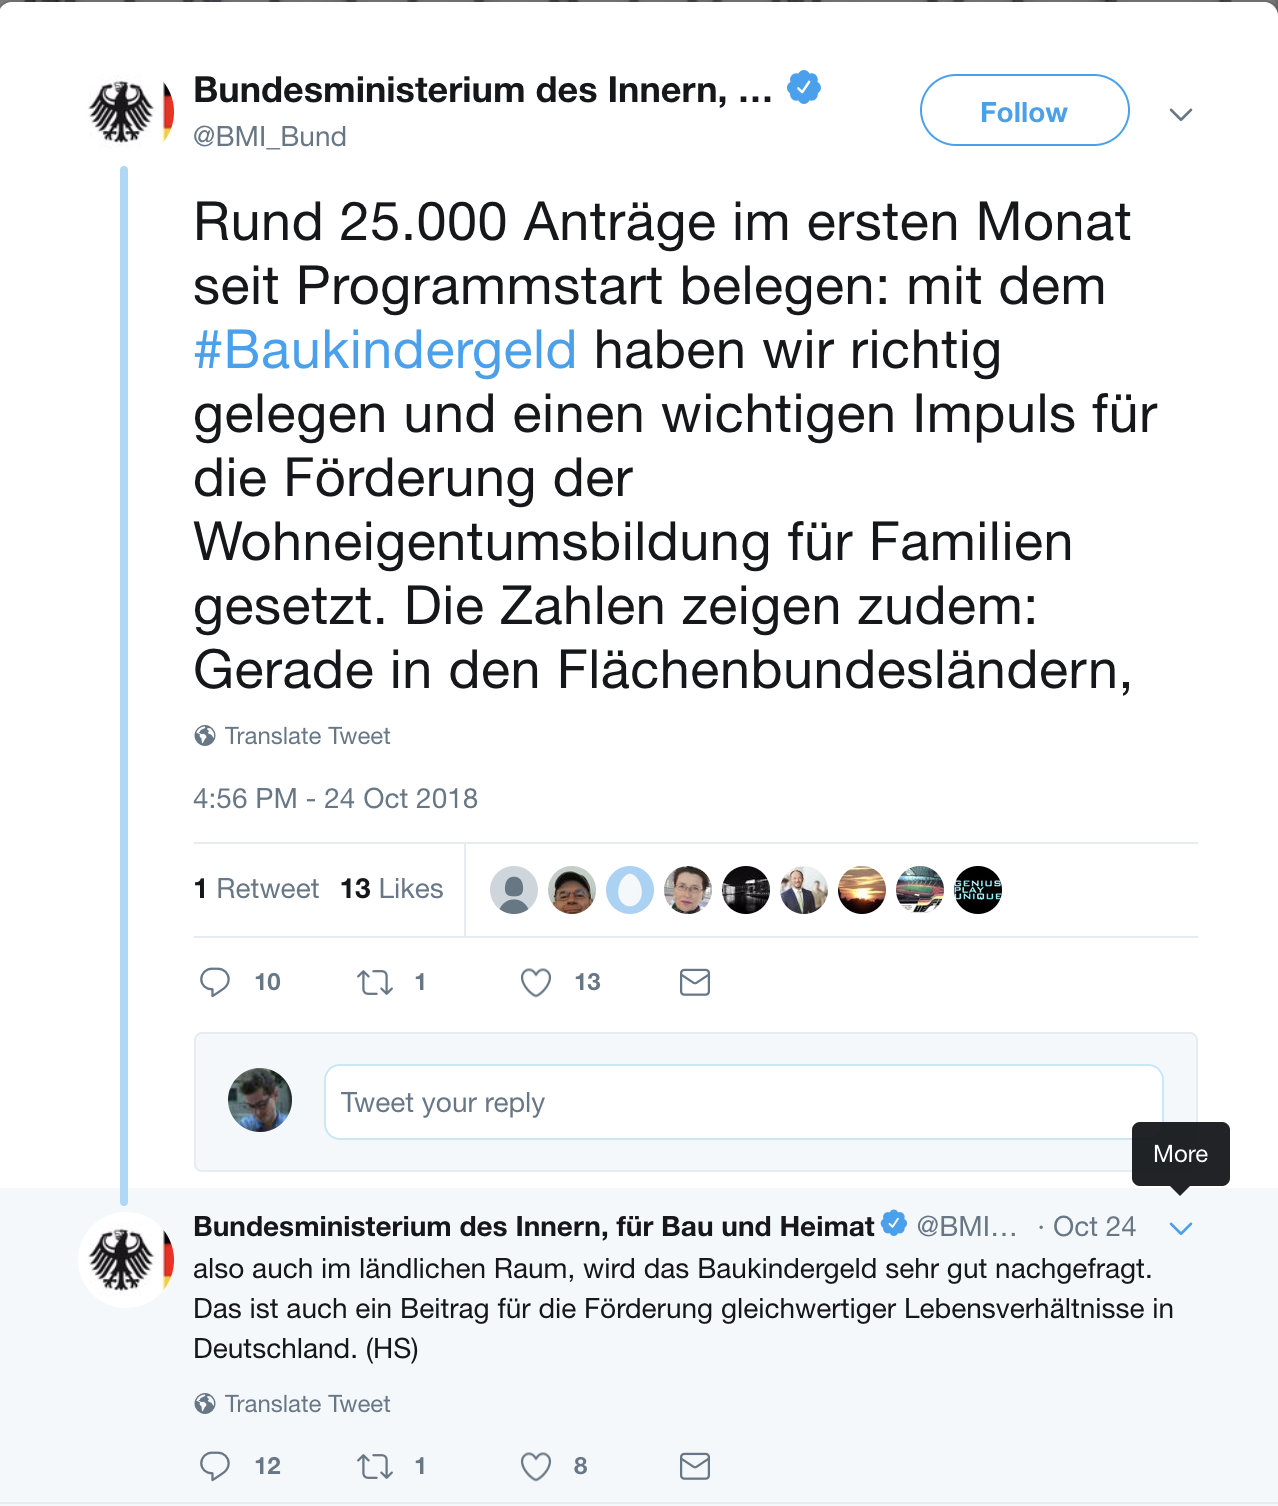 Bundesministerium des Innern, ...
@BMI_Bund
Follow
Rund 25.000 Anträge im ersten Monat
seit Programmstart belegen: mit dem
#Baukindergeld haben wir richtig
gelegen und einen wichtigen Impuls für
die Förderung der
Wohneigentumsbildung für Familien
gesetzt. Die Zahlen zeigen zudem:
Gerade in den Flächenbundesländern,
Translate Tweet
4:56 PM - 24 Oct 2018
1 Retweet 13 Likes
GENIUS
PLAY
UNIQUE
10 1 13
Tweet your reply
More
Bundesministerium des Innern, für Bau und Heimat @BMI... · Oct 24
also auch im ländlichen Raum, wird das Baukindergeld sehr gut nachgefragt.
Das ist auch ein Beitrag für die Förderung gleichwertiger Lebensverhältnisse in
Deutschland. (HS)
Translate Tweet
12 1 8